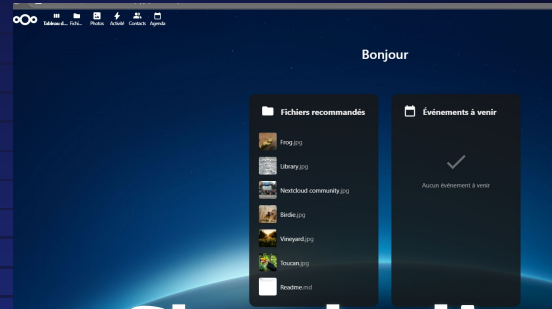 Tableau d... Fichi... Photos Activité Contacts Agenda
Bonjour
Fichiers recommandés
Frog.jpg
Library.jpg
Nextcloud community.jpg
Birdie.jpg
Vineyard.jpg
Toucan.jpg
Readme.md
Événements à venir
Aucun événement à venir